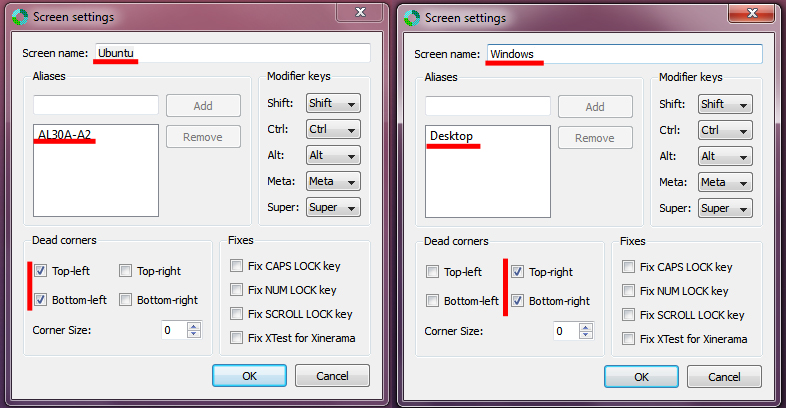 Screen settings
Screen name: Ubuntu
Aliases
Add
AL30A-A2
Remove
Modifier keys
Shift: Shift
Ctrl: Ctrl
Alt: Alt
Meta: Meta
Super: Super
Dead corners
Top-left Top-right
Bottom-left Bottom-right
Corner Size: 0
Fixes
Fix CAPS LOCK key
Fix NUM LOCK key
Fix SCROLL LOCK key
Fix XTest for Xinerama
OK Cancel
Screen settings
Screen name: Windows
Aliases
Add
Desktop
Remove
Modifier keys
Shift: Shift
Ctrl: Ctrl
Alt: Alt
Meta: Meta
Super: Super
Dead corners
Top-left Top-right
Bottom-left Bottom-right
Corner Size: 0
Fixes
Fix CAPS LOCK key
Fix NUM LOCK key
Fix SCROLL LOCK key
Fix XTest for Xinerama
OK Cancel